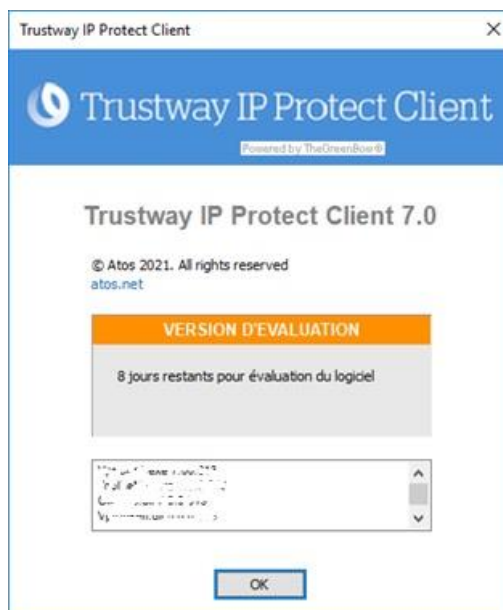 Trustway IP Protect Client
Trustway IP Protect Client
Powered by TheGreenBow®
Trustway IP Protect Client 7.0
© Atos 2021. All rights reserved
atos.net
VERSION D'EVALUATION
8 jours restants pour évaluation du logiciel
OK